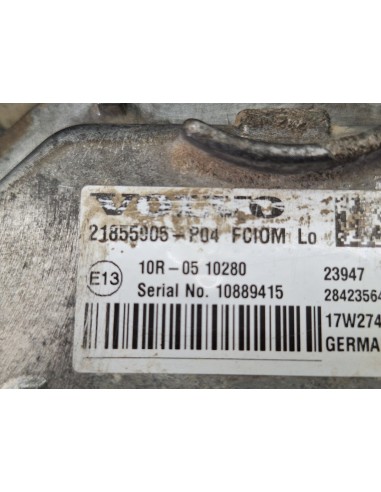 VOLVO
21855905-P04 FCIOM Lo
E13
10R-05 10280
23947
Serial No. 10889415
28423564
17W274
GERMA